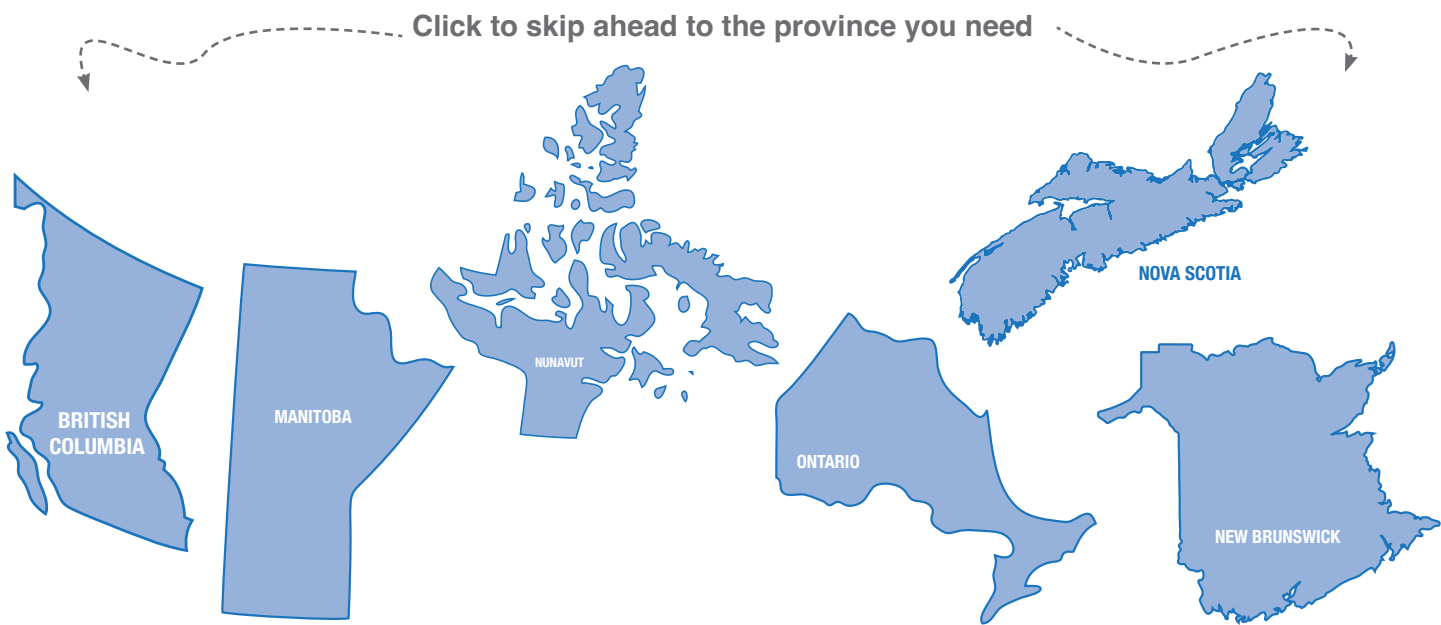 Click to skip ahead to the province you need
NOVA SCOTIA
NUNAVUT
BRITISH
COLUMBIA
MANITOBA
ONTARIO
NEW BRUNSWICK